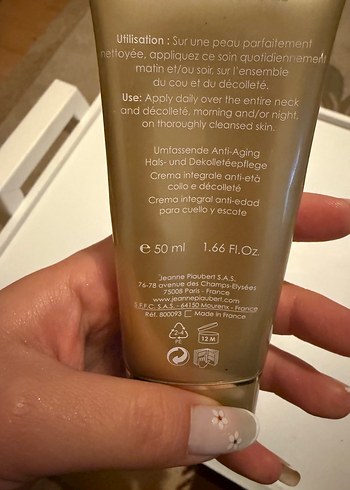 Utilisation : Sur une peau parfaitement
nettoyée, appliquez ce soin quotidiennement
matin et/ou soir, sur l'ensemble
du cou et du décolleté.
Use: Apply daily over the entire neck
and décolleté, morning and/or night,
on thoroughly cleansed skin.
Umfassende Anti-Aging
Hals- und Dekolletéepflege
Crema integrale anti-età
collo e décolleté
Crema integral anti-edad
para cuello y escote
e 50 ml 1.66 Fl.Oz.
Jeanne Piaubert S.A.S.
76-78 avenue des Champs-Elysées
75008 Paris - France
www.jeannepiaubert.com
S.F.F.C. S.A.S. - 64150 Mourenx - France
Réf. 800093 Made in France
12 M